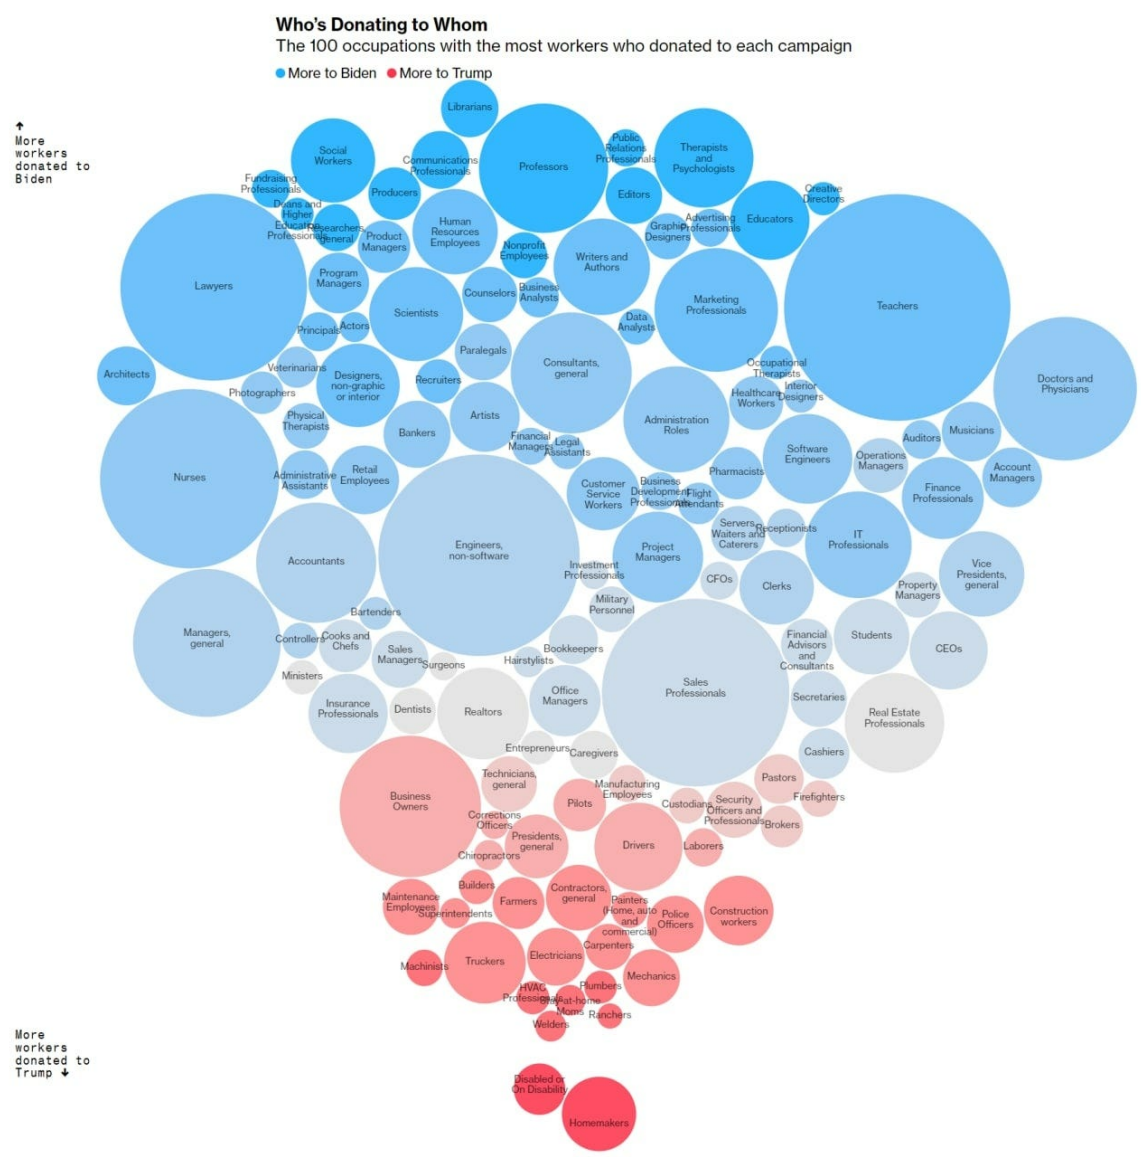 Who's Donating to Whom
The 100 occupations with the most workers who donated to each campaign
More to Biden More to Trump
↑
More
workers
donated to
Biden
Librarians
Social
Workers
Communications
Professionals
Professors
Public
Relations
Professionals
Therapists
and
Psychologists
Fundraising
Professionals
Producers
Editors
Creative
Directors
Deans and
Higher
Education
Professionals
Researchers,
general
Product
Managers
Human
Resources
Employees
Nonprofit
Employees
Writers and
Authors
Graphic
Designers
Advertising
Professionals
Educators
Lawyers
Program
Managers
Scientists
Counselors
Business
Analysts
Marketing
Professionals
Teachers
Principals
Actors
Data
Analysts
Architects
Veterinarians
Photographers
Designers,
non-graphic
or interior
Paralegals
Recruiters
Consultants,
general
Occupational
Therapists
Healthcare
Workers
Interior
Designers
Doctors and
Physicians
Physical
Therapists
Bankers
Artists
Financial
Managers
Legal
Assistants
Administration
Roles
Software
Engineers
Operations
Managers
Auditors
Musicians
Nurses
Administrative
Assistants
Retail
Employees
Customer
Service
Workers
Business
Development
Professionals
Flight
Attendants
Pharmacists
Finance
Professionals
Account
Managers
Accountants
Engineers,
non-software
Project
Managers
Servers,
Waiters and
Caterers
Receptionists
IT
Professionals
Investment
Professionals
CFOs
Clerks
Property
Managers
Vice
Presidents,
general
Managers,
general
Bartenders
Military
Personnel
Controllers
Cooks and
Chefs
Sales
Managers
Surgeons
Hairstylists
Bookkeepers
Financial
Advisors
and
Consultants
Students
CEOs
Ministers
Insurance
Professionals
Dentists
Realtors
Office
Managers
Sales
Professionals
Secretaries
Real Estate
Professionals
Entrepreneurs
Caregivers
Cashiers
Business
Owners
Technicians,
general
Pilots
Manufacturing
Employees
Pastors
Custodians
Security
Officers and
Professionals
Firefighters
Brokers
Corrections
Officers
Presidents,
general
Chiropractors
Drivers
Laborers
Builders
Maintenance
Employees
Superintendents
Farmers
Contractors,
general
Painters
(Home, auto
and
commercial)
Police
Officers
Construction
workers
Machinists
Truckers
Electricians
Carpenters
Mechanics
HVAC
Professionals
Stay-at-home
Moms
Plumbers
Welders
Ranchers
More
workers
donated to
Trump ↓
Disabled or
On Disability
Homemakers